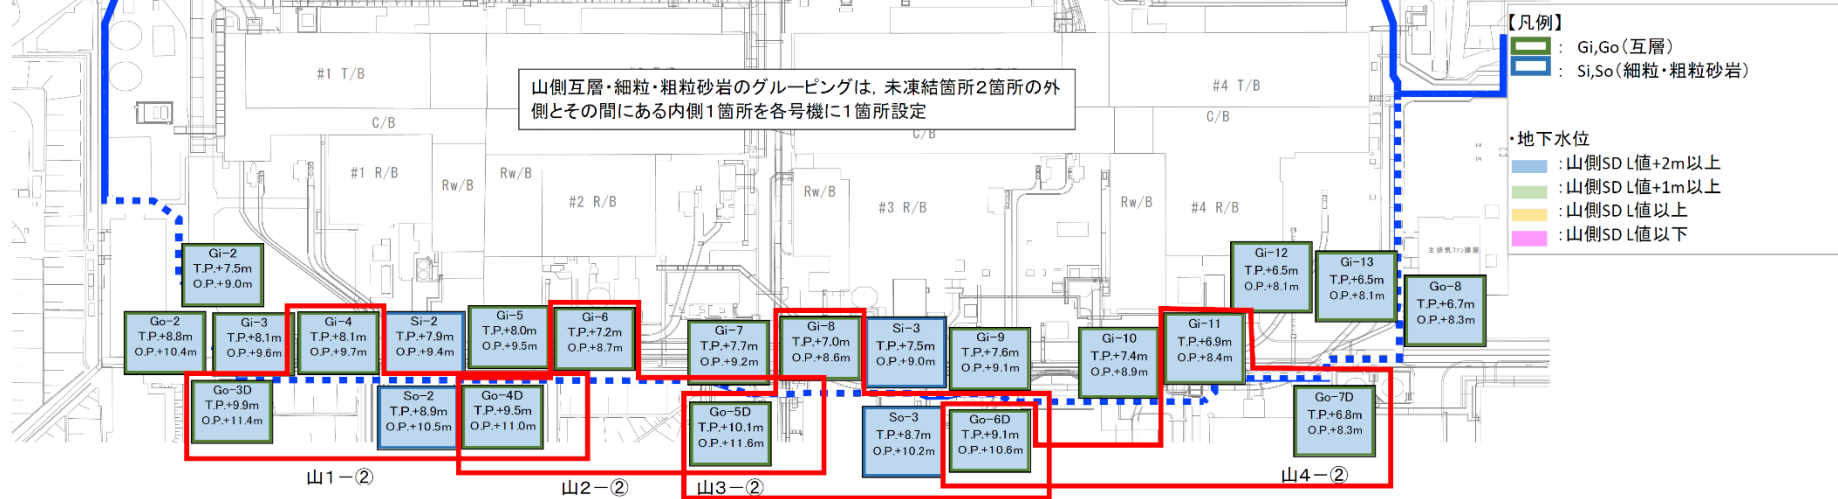 #1 T/B
#4 T/B
C/B
C/B
C/B
山側互層・細粒・粗粒砂岩のグルーピングは，未凍結箇所2箇所の外
側とその間にある内側1箇所を各号機に1箇所設定
#1 R/B
Rw/B
Rw/B
#2 R/B
Rw/B
#3 R/B
Rw/B
#4 R/B
主排気ファン建屋
【凡例】
： Gi,Go（互層）
： Si,So（細粒・粗粒砂岩）
・地下水位
：山側SD L値+2m以上
：山側SD L値+1m以上
：山側SD L値以上
：山側SD L値以下
Gi-2
T.P.+7.5m
O.P.+9.0m
Go-2
T.P.+8.8m
O.P.+10.4m
Gi-3
T.P.+8.1m
O.P.+9.6m
Gi-4
T.P.+8.1m
O.P.+9.7m
Si-2
T.P.+7.9m
O.P.+9.4m
Gi-5
T.P.+8.0m
O.P.+9.5m
Gi-6
T.P.+7.2m
O.P.+8.7m
Gi-7
T.P.+7.7m
O.P.+9.2m
Gi-8
T.P.+7.0m
O.P.+8.6m
Si-3
T.P.+7.5m
O.P.+9.0m
Gi-9
T.P.+7.6m
O.P.+9.1m
Gi-10
T.P.+7.4m
O.P.+8.9m
Gi-11
T.P.+6.9m
O.P.+8.4m
Gi-12
T.P.+6.5m
O.P.+8.1m
Gi-13
T.P.+6.5m
O.P.+8.1m
Go-8
T.P.+6.7m
O.P.+8.3m
Go-3D
T.P.+9.9m
O.P.+11.4m
So-2
T.P.+8.9m
O.P.+10.5m
Go-4D
T.P.+9.5m
O.P.+11.0m
Go-5D
T.P.+10.1m
O.P.+11.6m
So-3
T.P.+8.7m
O.P.+10.2m
Go-6D
T.P.+9.1m
O.P.+10.6m
Go-7D
T.P.+6.8m
O.P.+8.3m
山1－②
山2－②
山3－②
山4－②